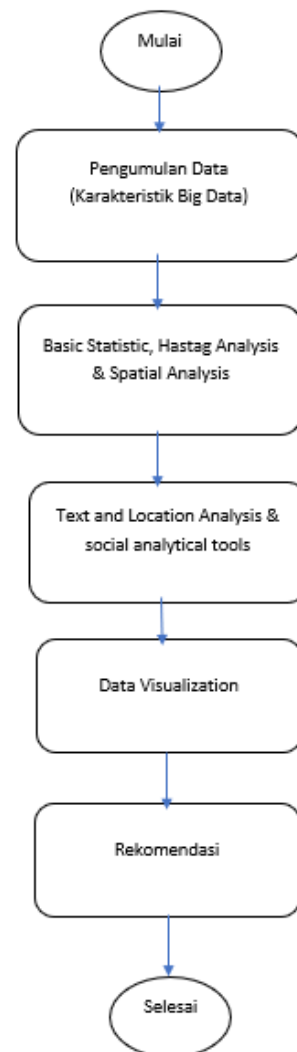 Mulai
Pengumulan Data
(Karakteristik Big Data)
Basic Statistic, Hastag Analysis
& Spatial Analysis
Text and Location Analysis &
social analytical tools
Data Visualization
Rekomendasi
Selesai